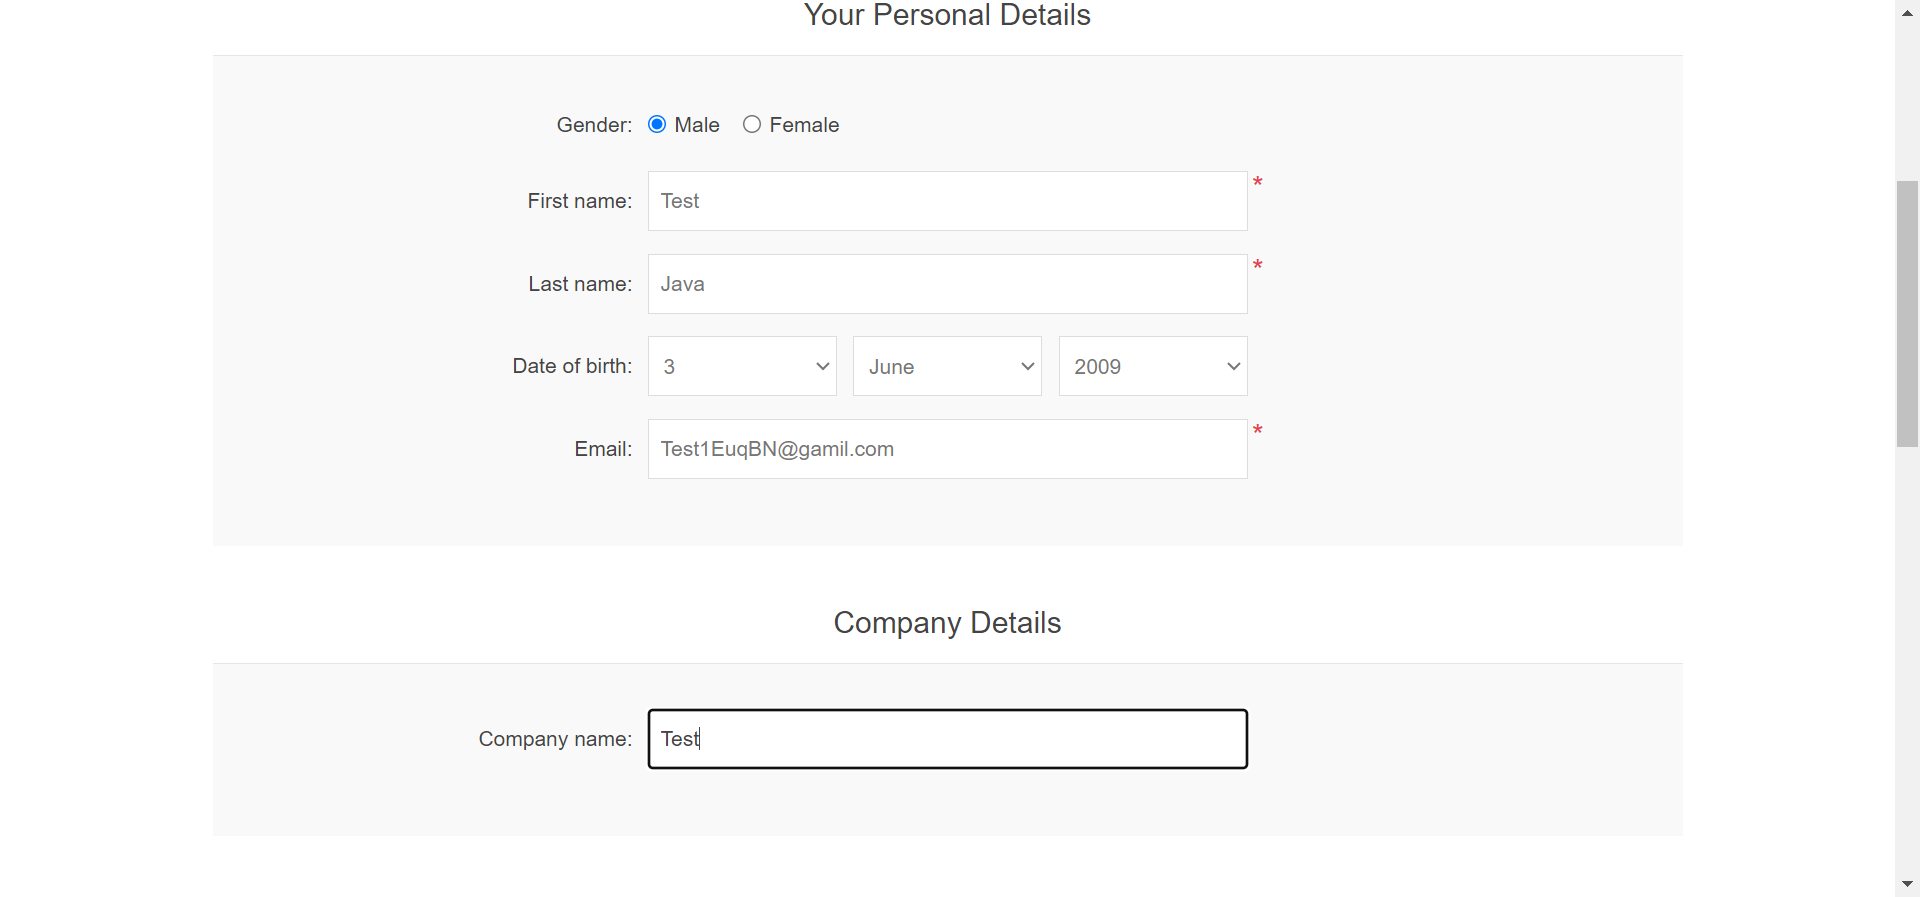 Your Personal Details
Gender: Male Female
First name: Test *
Last name: Java *
Date of birth: 3 June 2009
Email: Test1EuqBN@gamil.com *
Company Details
Company name: Test